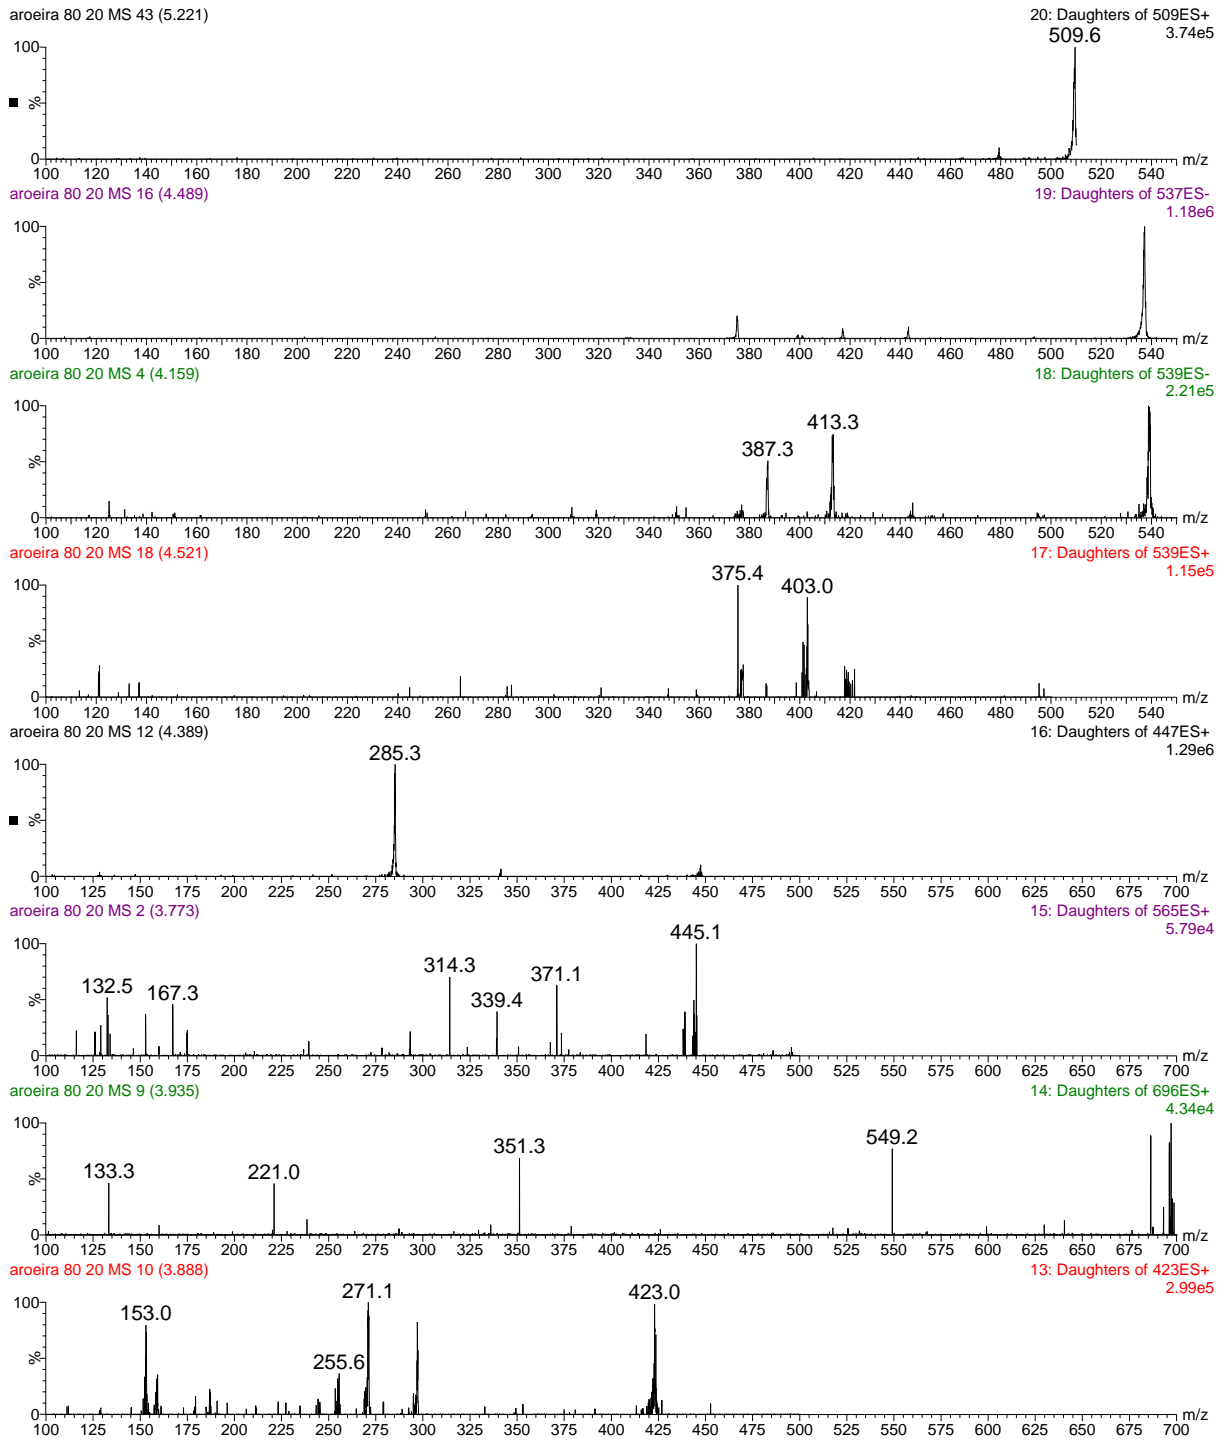 aroeira 80 20 MS 43 (5.221) 20: Daughters of 509ES+
3.74e5
509.6
100
%
0
100 120 140 160 180 200 220 240 260 280 300 320 340 360 380 400 420 440 460 480 500 520 540 m/z
aroeira 80 20 MS 16 (4.489) 19: Daughters of 537ES-
1.18e6
100
%
0
100 120 140 160 180 200 220 240 260 280 300 320 340 360 380 400 420 440 460 480 500 520 540 m/z
aroeira 80 20 MS 4 (4.159) 18: Daughters of 539ES-
2.21e5
100
413.3
387.3
%
0
100 120 140 160 180 200 220 240 260 280 300 320 340 360 380 400 420 440 460 480 500 520 540 m/z
aroeira 80 20 MS 18 (4.521) 17: Daughters of 539ES+
1.15e5
375.4
403.0
100
%
0
100 120 140 160 180 200 220 240 260 280 300 320 340 360 380 400 420 440 460 480 500 520 540 m/z
aroeira 80 20 MS 12 (4.389) 16: Daughters of 447ES+
1.29e6
285.3
100
%
0
100 125 150 175 200 225 250 275 300 325 350 375 400 425 450 475 500 525 550 575 600 625 650 675 700 m/z
aroeira 80 20 MS 2 (3.773) 15: Daughters of 565ES+
5.79e4
445.1
100
314.3
371.1
132.5
167.3
339.4
%
0
100 125 150 175 200 225 250 275 300 325 350 375 400 425 450 475 500 525 550 575 600 625 650 675 700 m/z
aroeira 80 20 MS 9 (3.935) 14: Daughters of 696ES+
4.34e4
100
549.2
351.3
133.3
221.0
%
0
100 125 150 175 200 225 250 275 300 325 350 375 400 425 450 475 500 525 550 575 600 625 650 675 700 m/z
aroeira 80 20 MS 10 (3.888) 13: Daughters of 423ES+
2.99e5
271.1
423.0
100
153.0
255.6
%
0
100 125 150 175 200 225 250 275 300 325 350 375 400 425 450 475 500 525 550 575 600 625 650 675 700 m/z